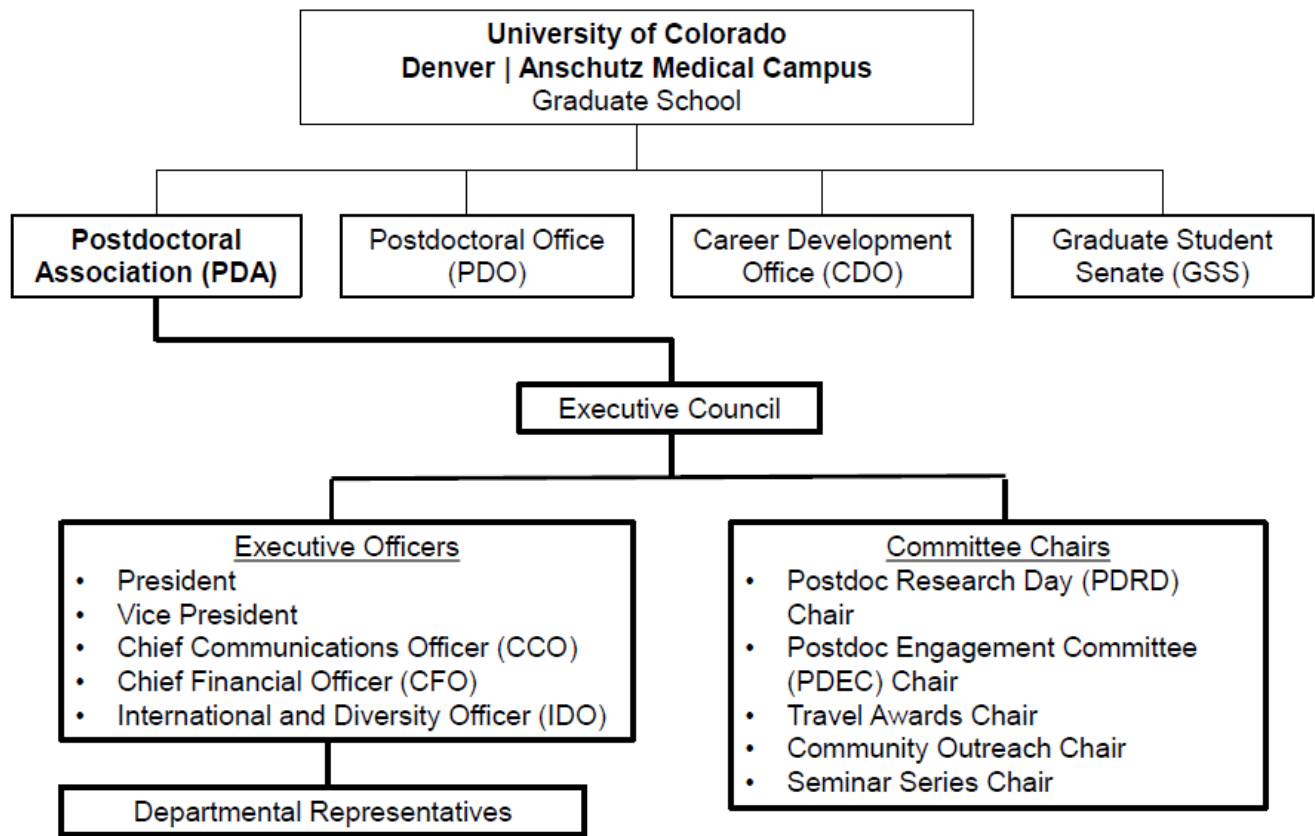 University of Colorado
Denver | Anschutz Medical Campus
Graduate School
Postdoctoral
Association (PDA)
Postdoctoral Office
(PDO)
Career Development
Office (CDO)
Graduate Student
Senate (GSS)
Executive Council
Executive Officers
• President
• Vice President
• Chief Communications Officer (CCO)
• Chief Financial Officer (CFO)
• International and Diversity Officer (IDO)
Departmental Representatives
Committee Chairs
• Postdoc Research Day (PDRD)
Chair
• Postdoc Engagement Committee
(PDEC) Chair
• Travel Awards Chair
• Community Outreach Chair
• Seminar Series Chair